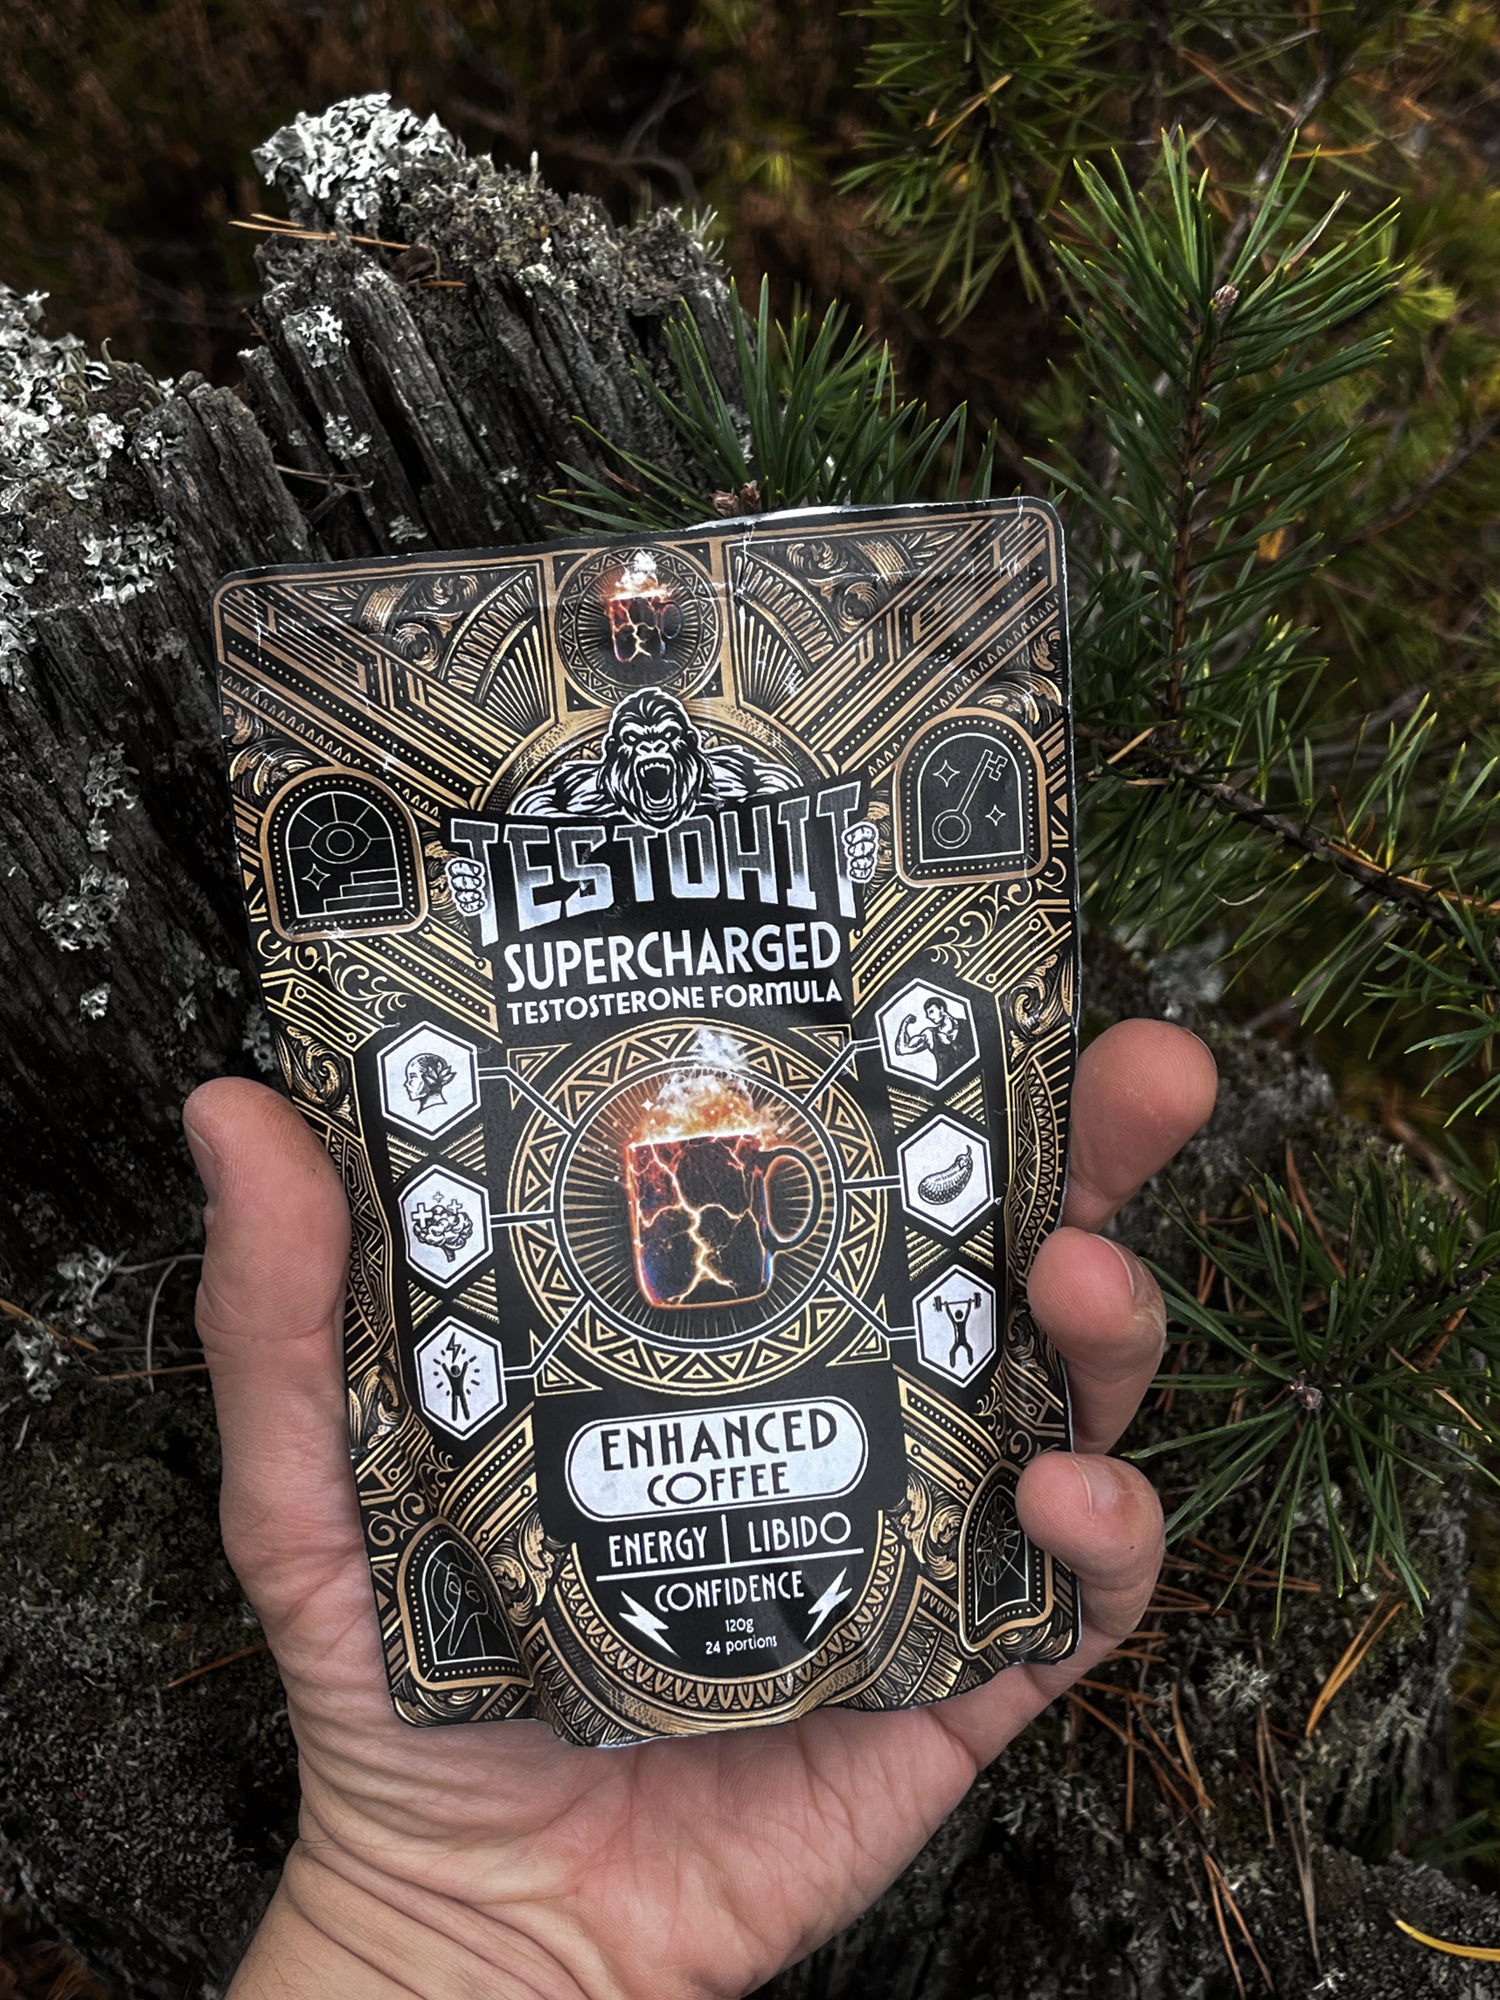 TESTOHIT
SUPERCHARGED
TESTOSTERONE FORMULA
ENHANCED
COFFEE
ENERGY | LIBIDO
CONFIDENCE
120g
24 portions